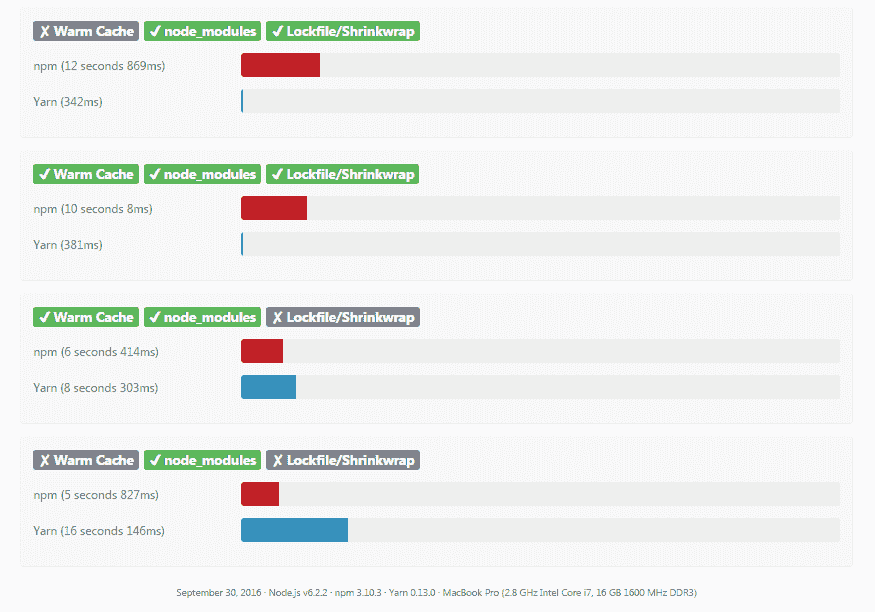 ✗ Warm Cache ✓ node_modules ✓ Lockfile/Shrinkwrap
npm (12 seconds 869ms)
Yarn (342ms)
✓ Warm Cache ✓ node_modules ✓ Lockfile/Shrinkwrap
npm (10 seconds 8ms)
Yarn (381ms)
✓ Warm Cache ✓ node_modules ✗ Lockfile/Shrinkwrap
npm (6 seconds 414ms)
Yarn (8 seconds 303ms)
✗ Warm Cache ✓ node_modules ✗ Lockfile/Shrinkwrap
npm (5 seconds 827ms)
Yarn (16 seconds 146ms)
September 30, 2016 · Node.js v6.2.2 · npm 3.10.3 · Yarn 0.13.0 · MacBook Pro (2.8 GHz Intel Core i7, 16 GB 1600 MHz DDR3)